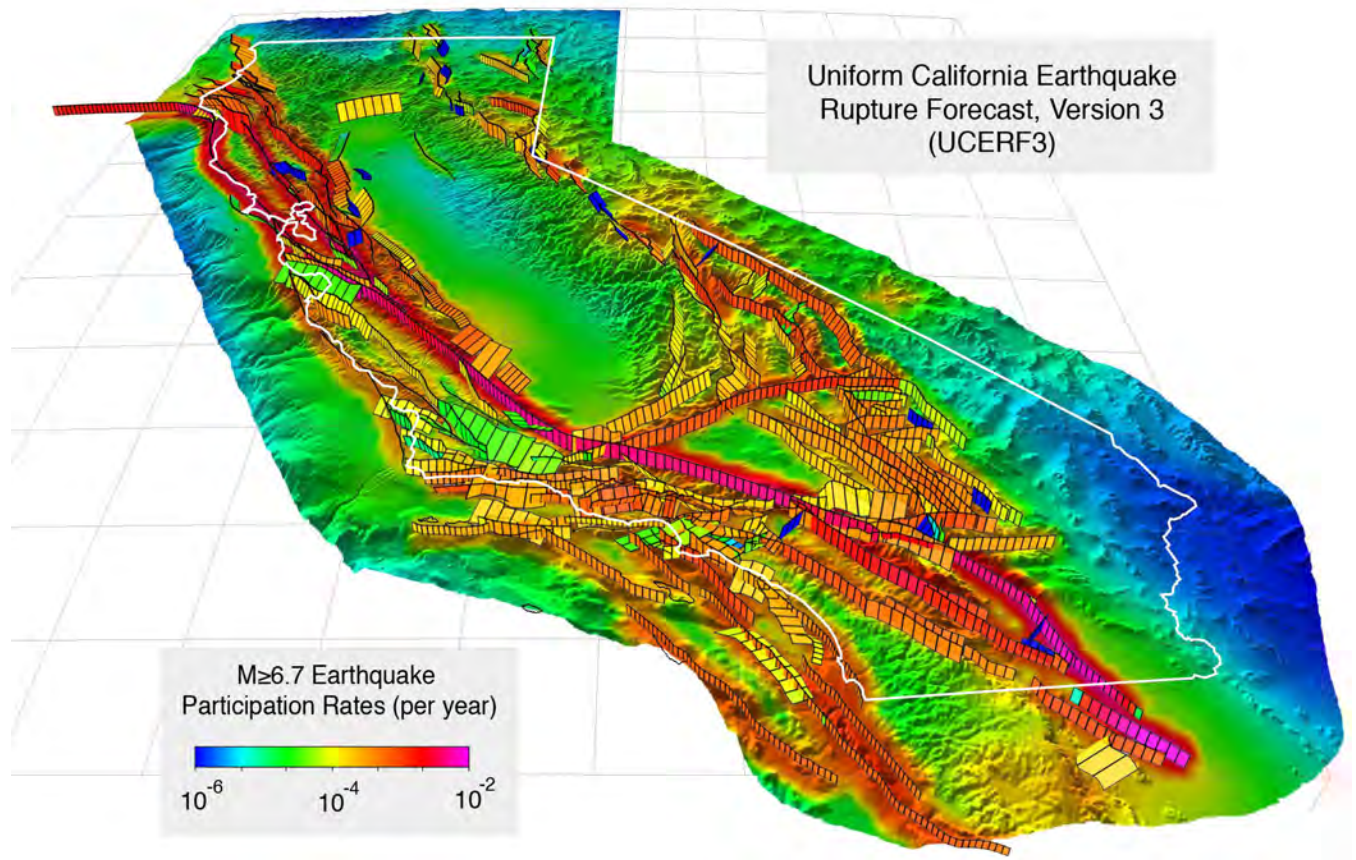 Uniform California Earthquake
Rupture Forecast, Version 3
(UCERF3)
M≥6.7 Earthquake
Participation Rates (per year)
10⁻⁶ 10⁻⁴ 10⁻²